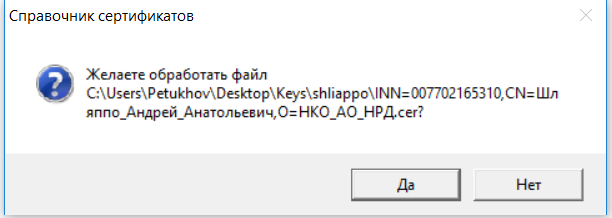 Справочник сертификатов
Желаете обработать файл
C:\Users\Petukhov\Desktop\Keys\shliappo\INN=007702165310,CN=Шл
яппо_Андрей_Анатольевич,O=НКО_АО_НРД.cer?
Да
Нет